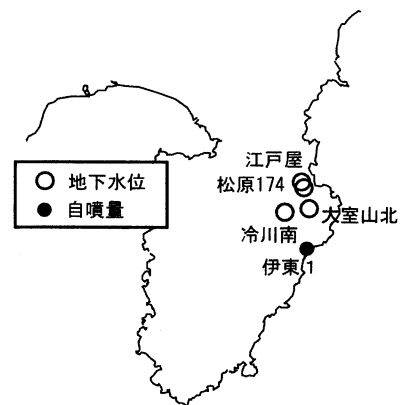 江戸屋
松原174
地下水位
自噴量
大室山北
冷川南
伊東1